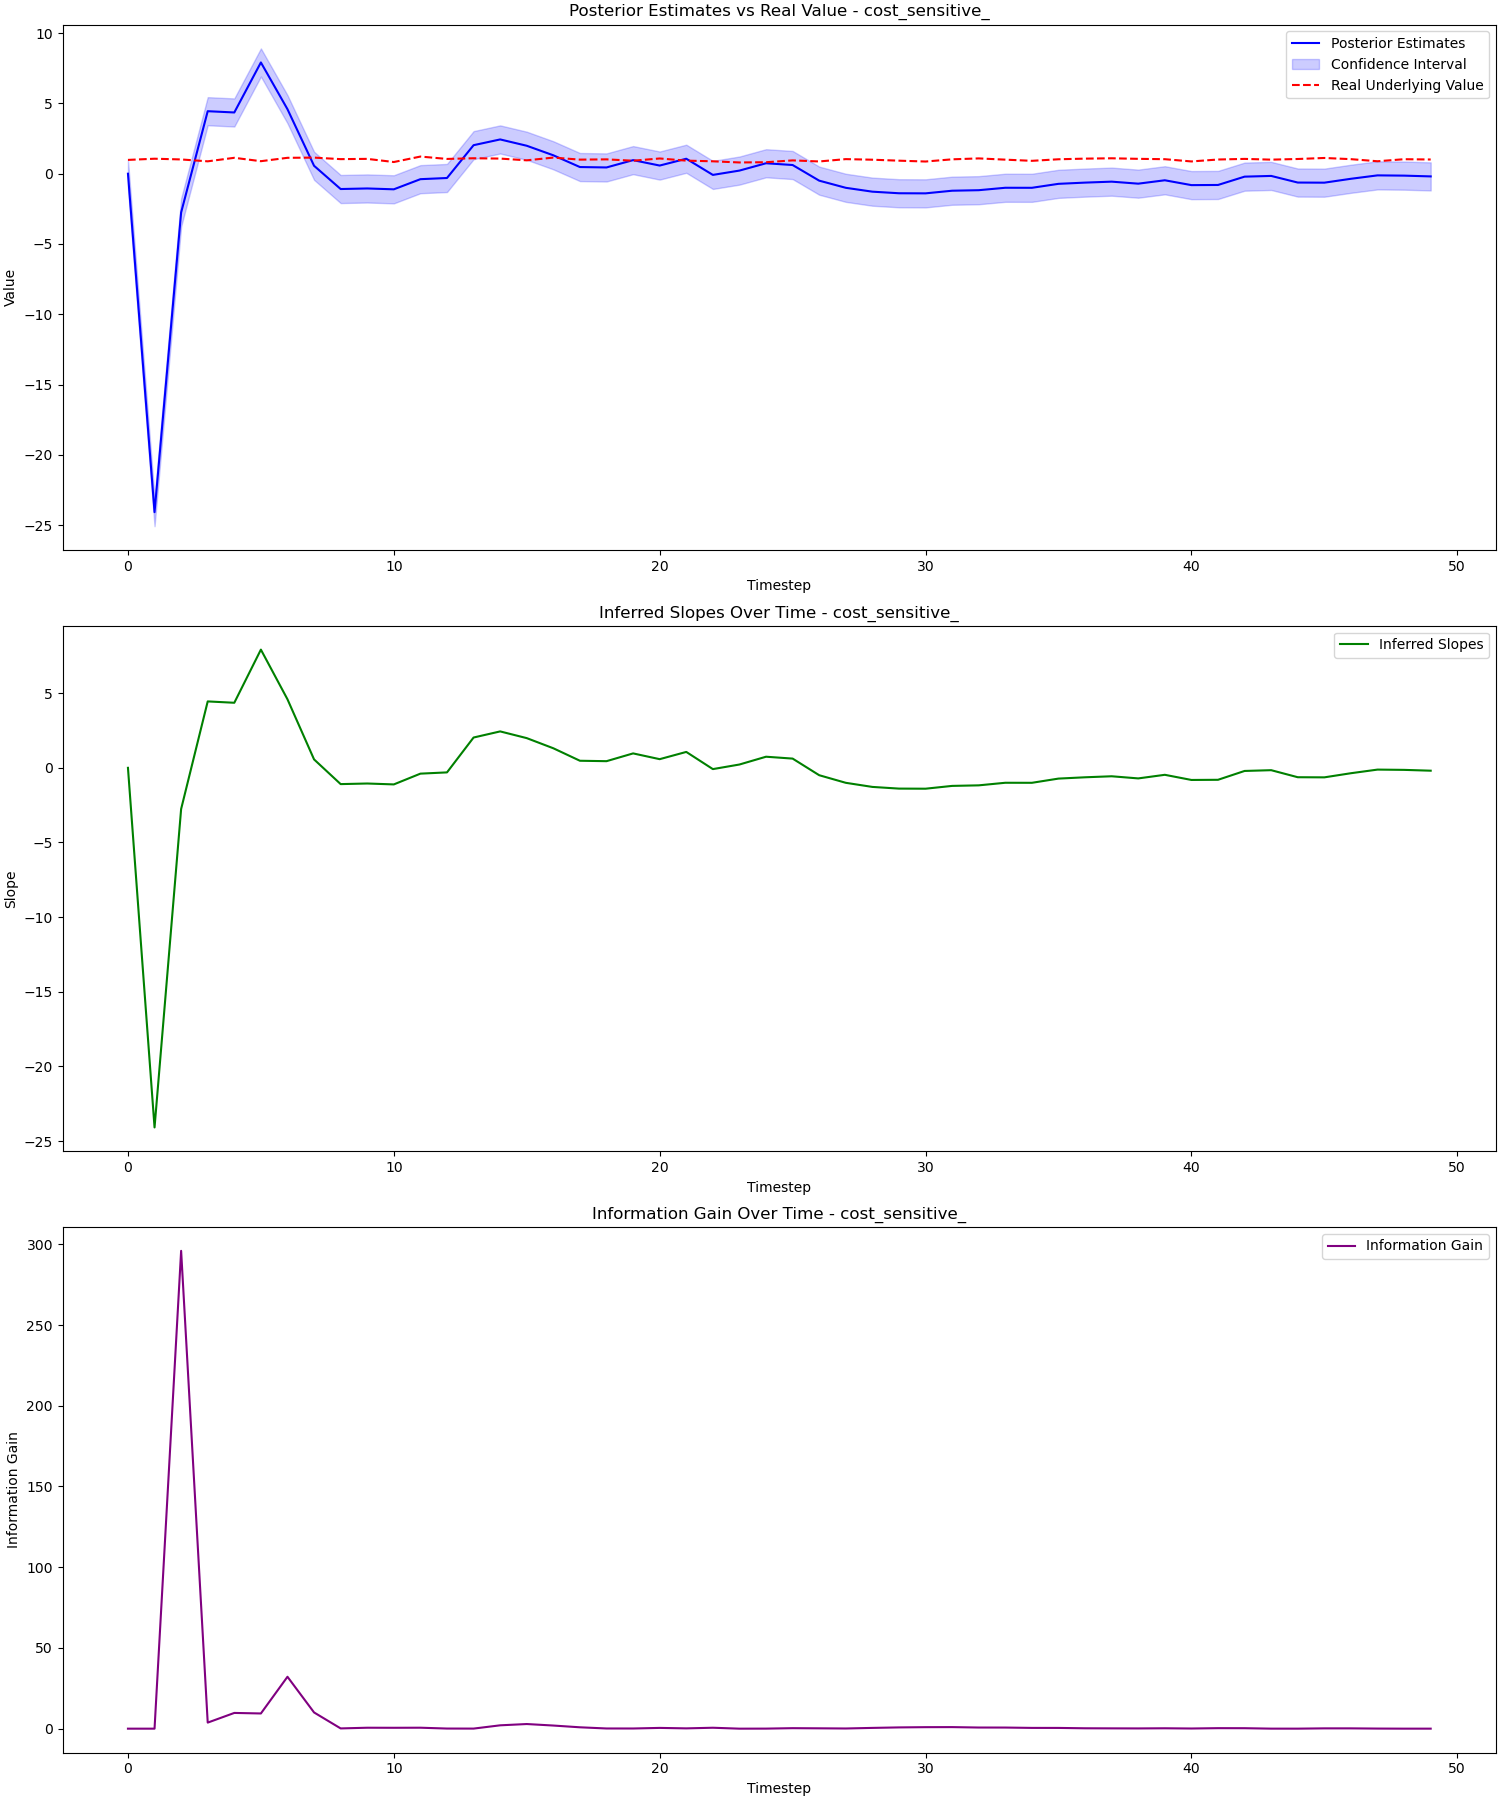 Posterior Estimates vs Real Value - cost_sensitive_
10
5
0
−5
−10
−15
−20
−25
Value
Posterior Estimates
Confidence Interval
Real Underlying Value
0 10 20 30 40 50
Timestep
Inferred Slopes Over Time - cost_sensitive_
5
0
−5
−10
−15
−20
−25
Slope
Inferred Slopes
0 10 20 30 40 50
Timestep
Information Gain Over Time - cost_sensitive_
300
250
200
150
100
50
0
Information Gain
Information Gain
0 10 20 30 40 50
Timestep